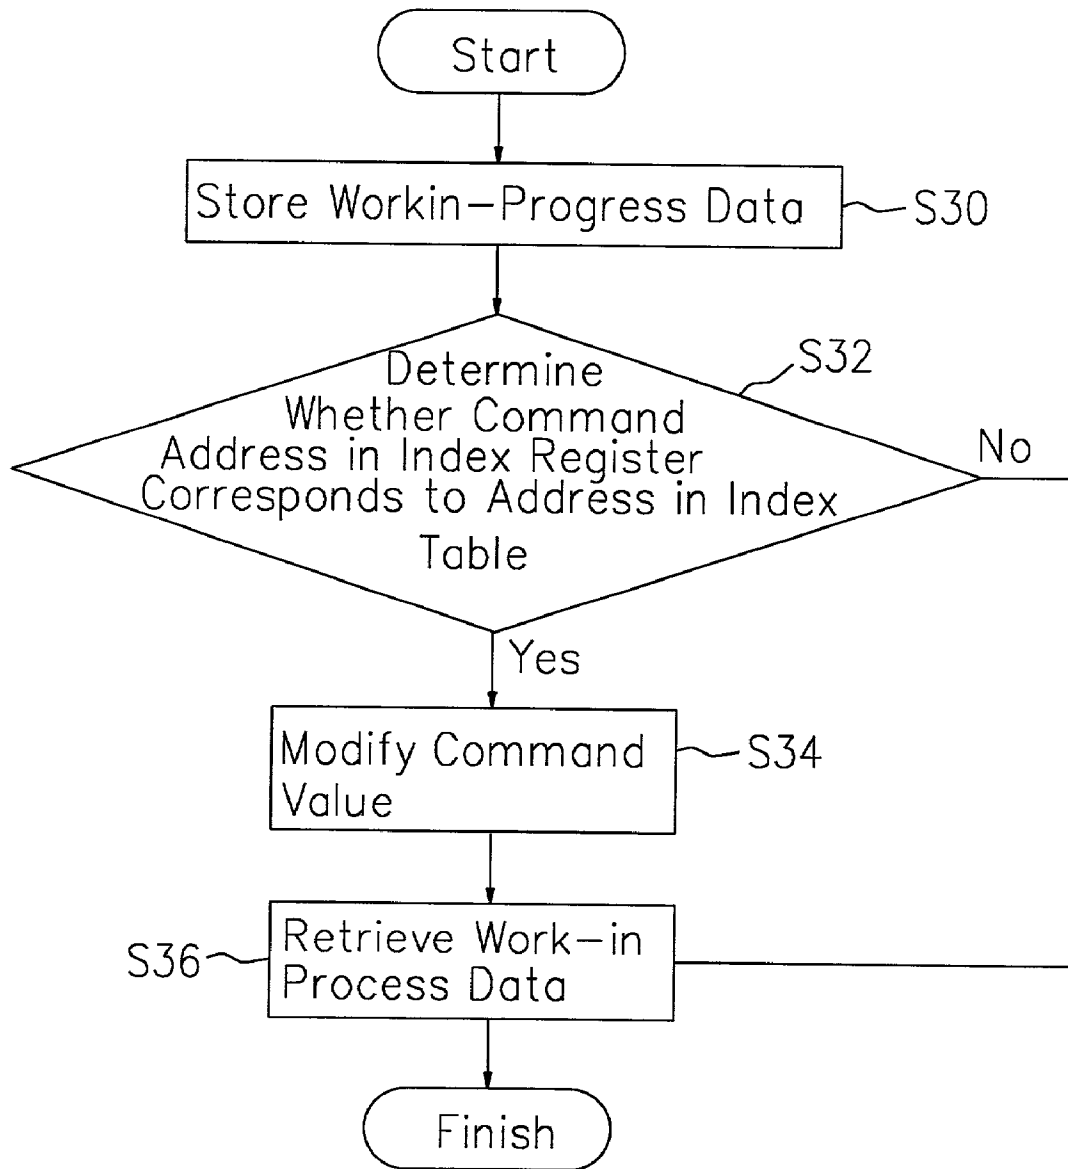 Start
Store Workin-Progress Data
S30
Determine
Whether Command
Address in Index Register
Corresponds to Address in Index
Table
S32
No
Yes
Modify Command
Value
S34
Retrieve Work-in
Process Data
S36
Finish